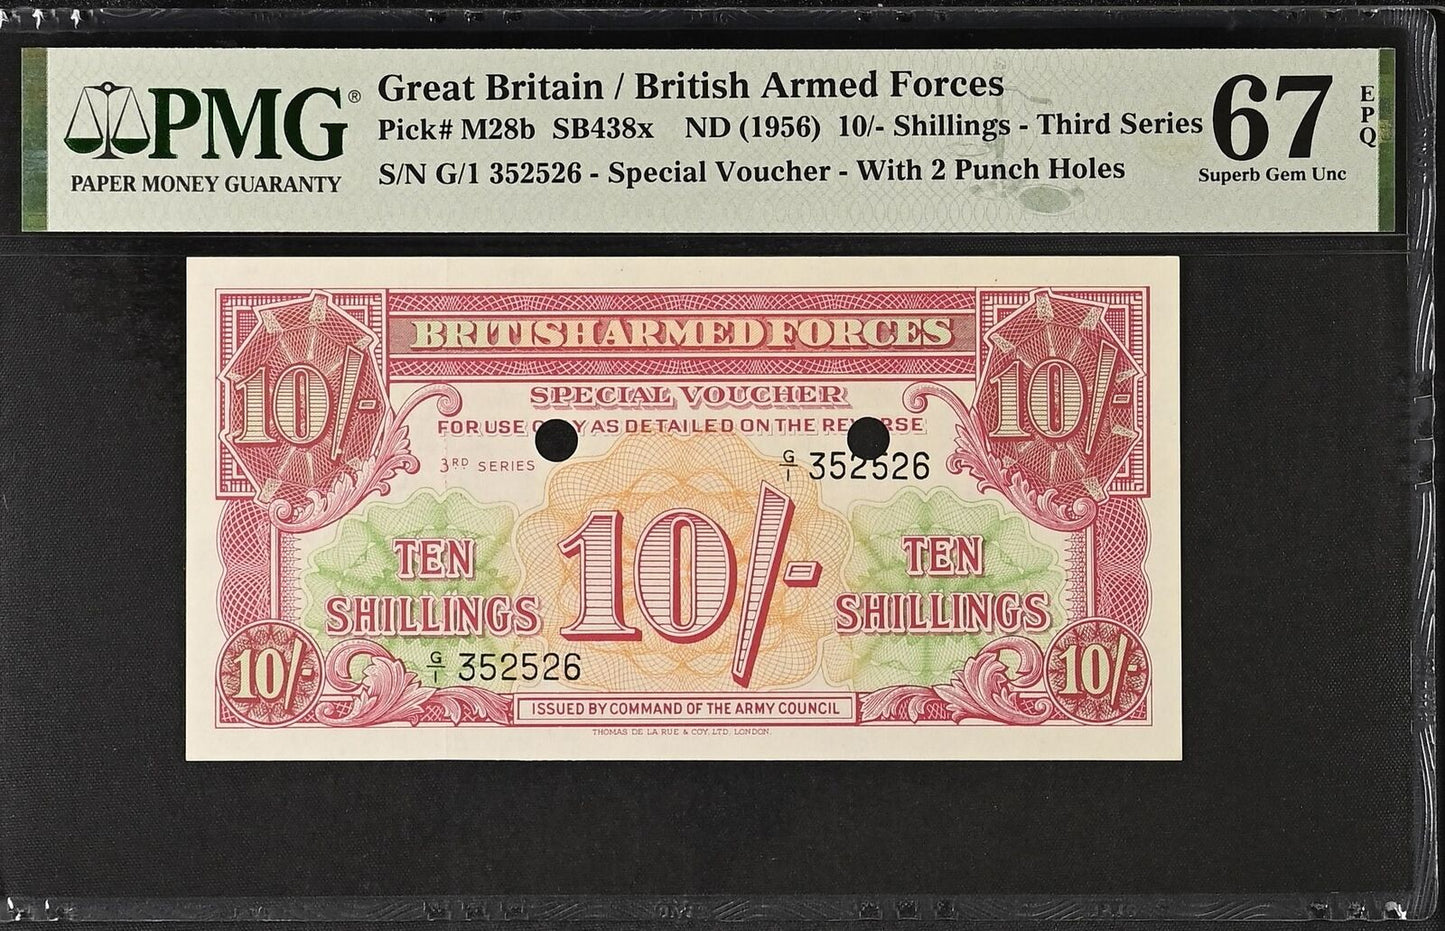 PMG®
PAPER MONEY GUARANTY
Great Britain / British Armed Forces
Pick# M28b SB438x ND (1956) 10/- Shillings - Third Series
S/N G/1 352526 - Special Voucher - With 2 Punch Holes
67
EPQ
Superb Gem Unc
10/-
BRITISH ARMED FORCES
10/-
SPECIAL VOUCHER
FOR USE O Y AS DETAILED ON THE RE RSE
3RD SERIES
G/1 352526
TEN SHILLINGS
10/-
TEN SHILLINGS
G/1 352526
10/-
10/-
ISSUED BY COMMAND OF THE ARMY COUNCIL
THOMAS DE LA RUE & COY. LTD. LONDON.